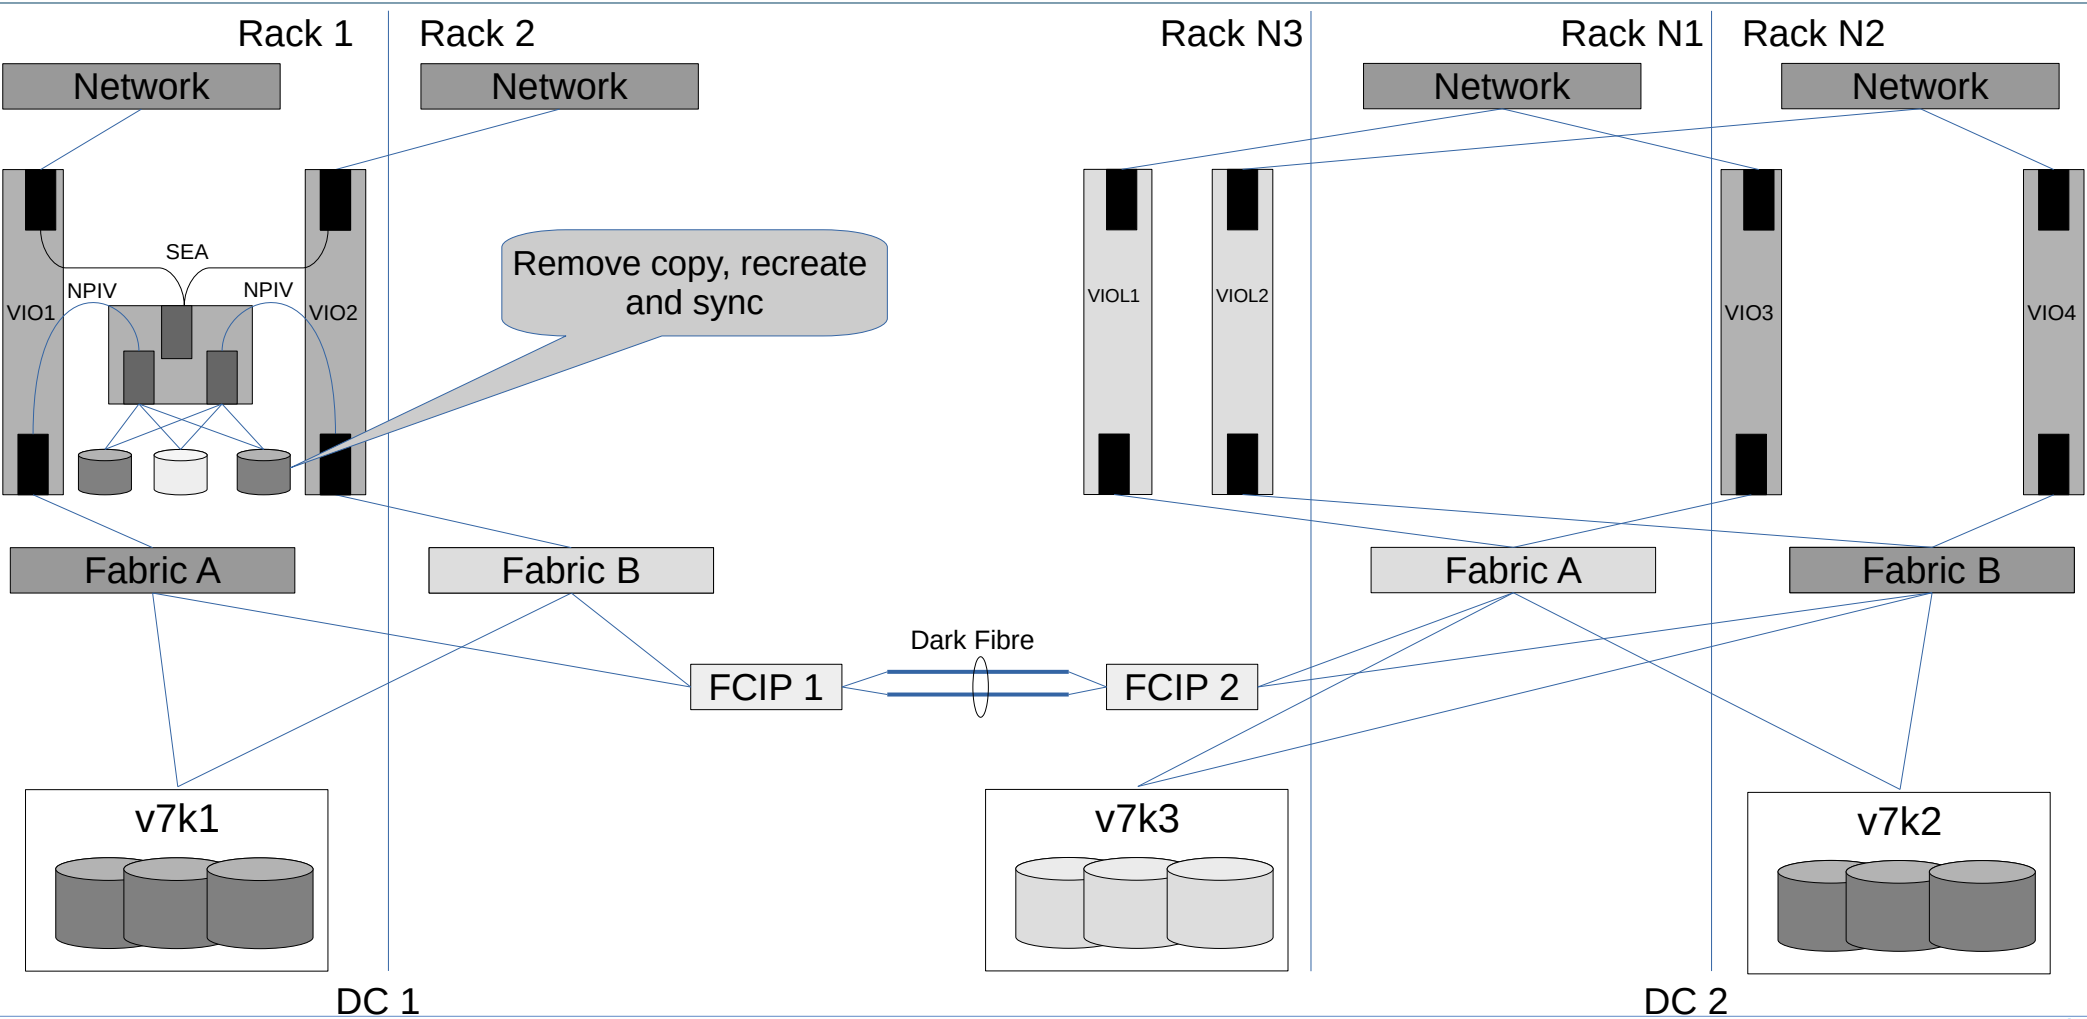 Rack 1
Rack 2
Rack N3
Rack N1
Rack N2
Network
Network
Network
Network
SEA
NPIV
NPIV
VIO1
VIO2
Remove copy, recreate
and sync
VIOL1
VIOL2
VIO3
VIO4
Fabric A
Fabric B
Fabric A
Fabric B
Dark Fibre
FCIP 1
FCIP 2
v7k1
v7k3
v7k2
DC 1
DC 2